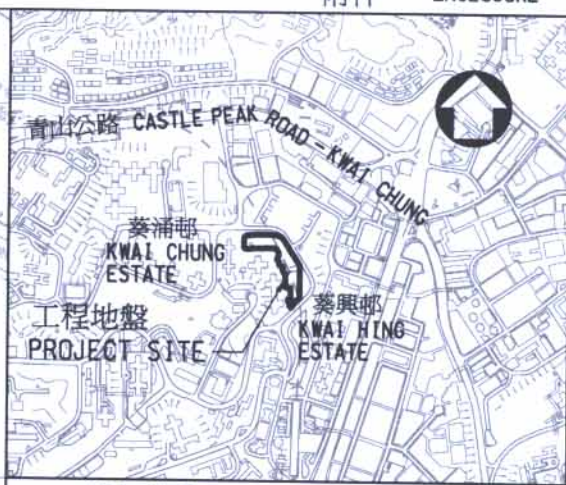 青山公路 CASTLE PEAK ROAD - KWAI CHUNG
葵涌邨
KWAI CHUNG
ESTATE
葵興邨
KWAI HING
ESTATE
工程地盤
PROJECT SITE